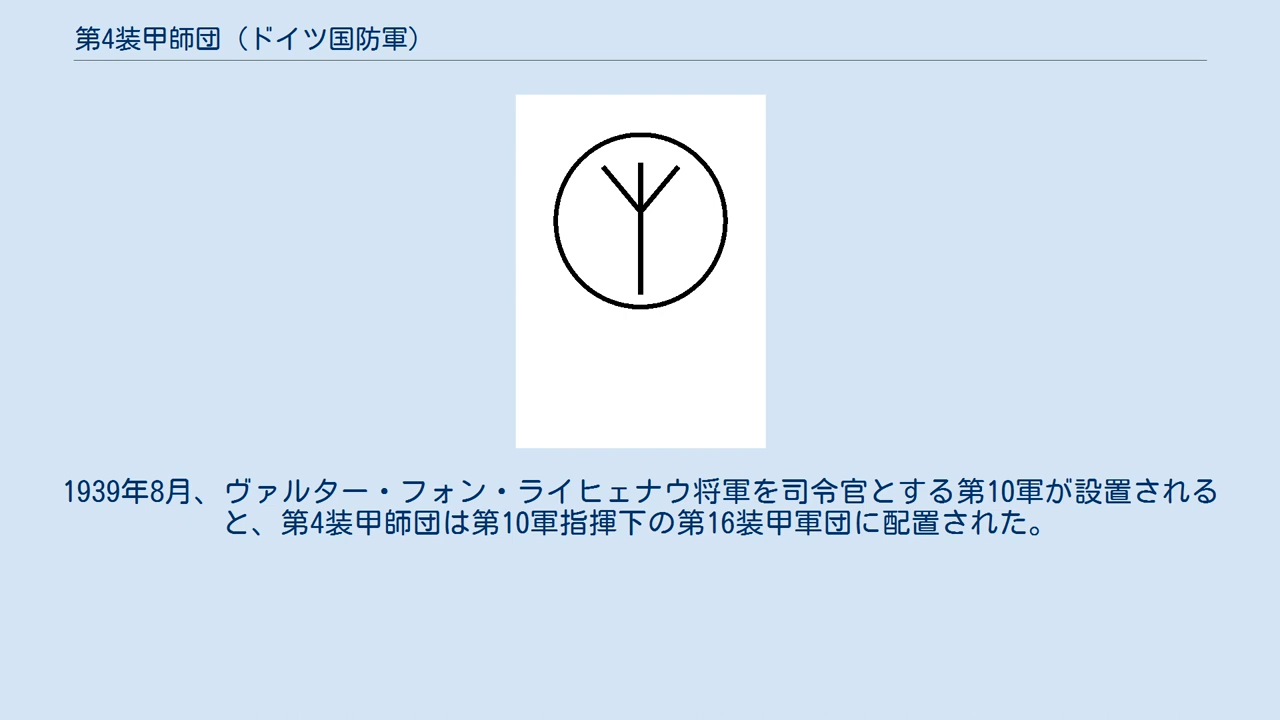 第4装甲師団（ドイツ国防軍）
1939年8月、ヴァルター・フォン・ライヒェナウ将軍を司令官とする第10軍が設置される
と、第4装甲師団は第10軍指揮下の第16装甲軍団に配置された。